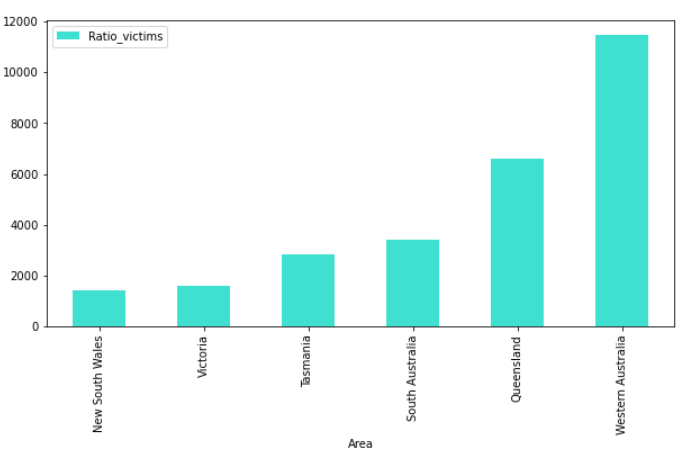 Ratio_victims
12000
10000
8000
6000
4000
2000
0
New South Wales
Victoria
Tasmania
South Australia
Queensland
Western Australia
Area